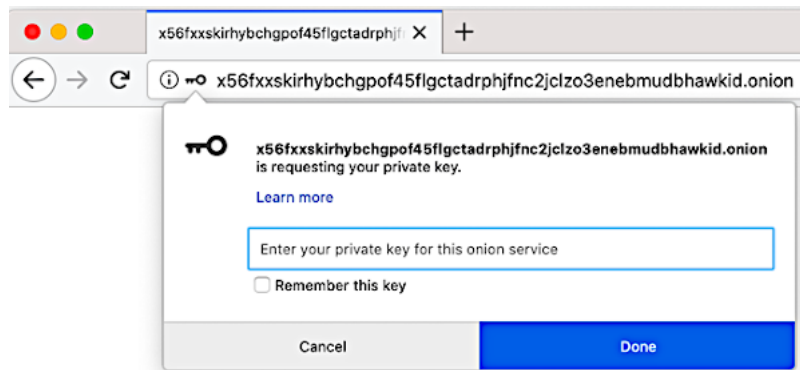 x56fxxskirhybchgpof45flgctadrphjf
x56fxxskirhybchgpof45flgctadrphjfnc2jclzo3enebmudbhawkid.onion
x56fxxskirhybchgpof45flgctadrphjfnc2jclzo3enebmudbhawkid.onion
is requesting your private key.
Learn more
Enter your private key for this onion service
Remember this key
Cancel
Done